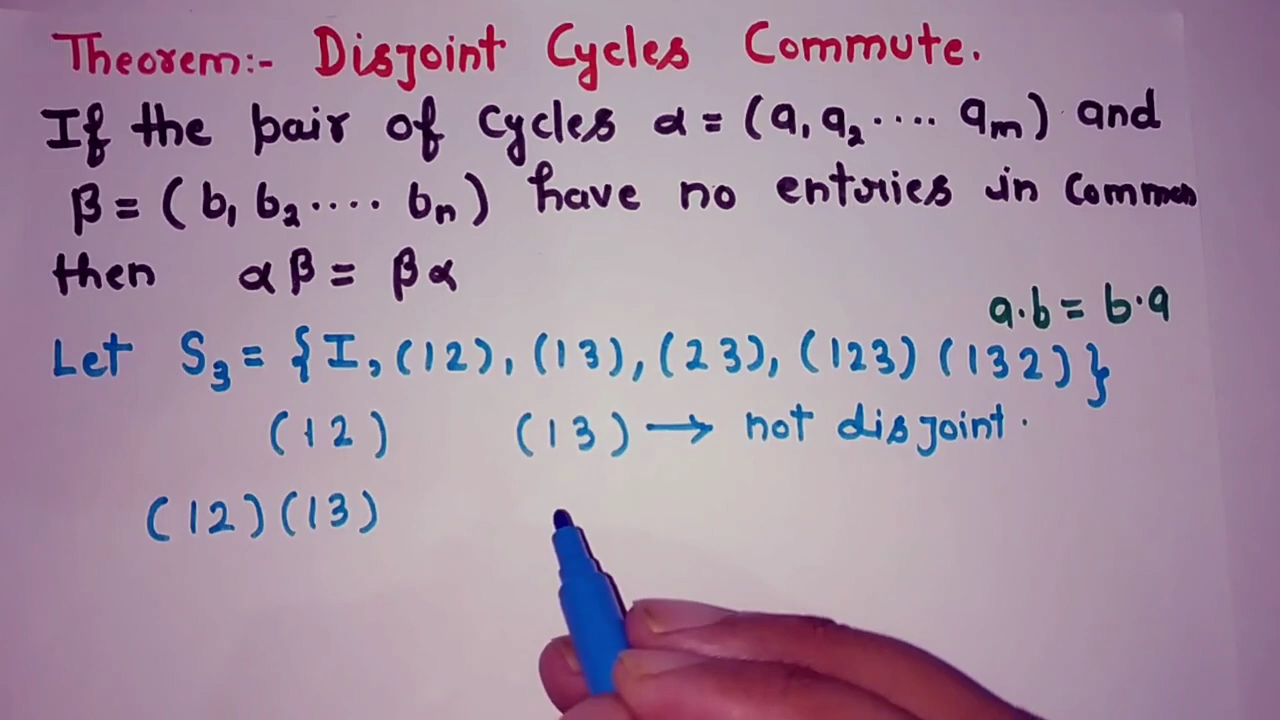 Theorem:- Disjoint Cycles Commute.
If the pair of cycles α = (a₁ a₂ .... aₘ) and
β = (b₁ b₂ .... bₙ) have no entries in common
then αβ = βα
a·b = b·a
Let S₃ = {I, (12), (13), (23), (123) (132)}
(12) (13) → not disjoint.
(12)(13)